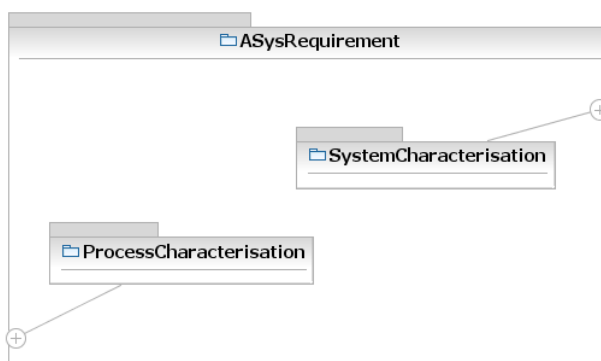 ASysRequirement
SystemCharacterisation
ProcessCharacterisation